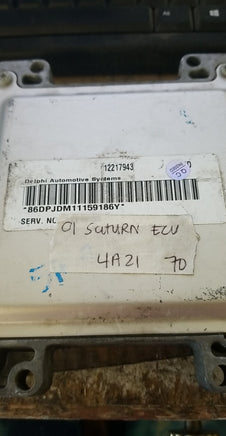 12217943
Delphi Automotive Systems
*86DPJDM11159186Y*
SERV. NO
01 SATURN ECU
4A21 70